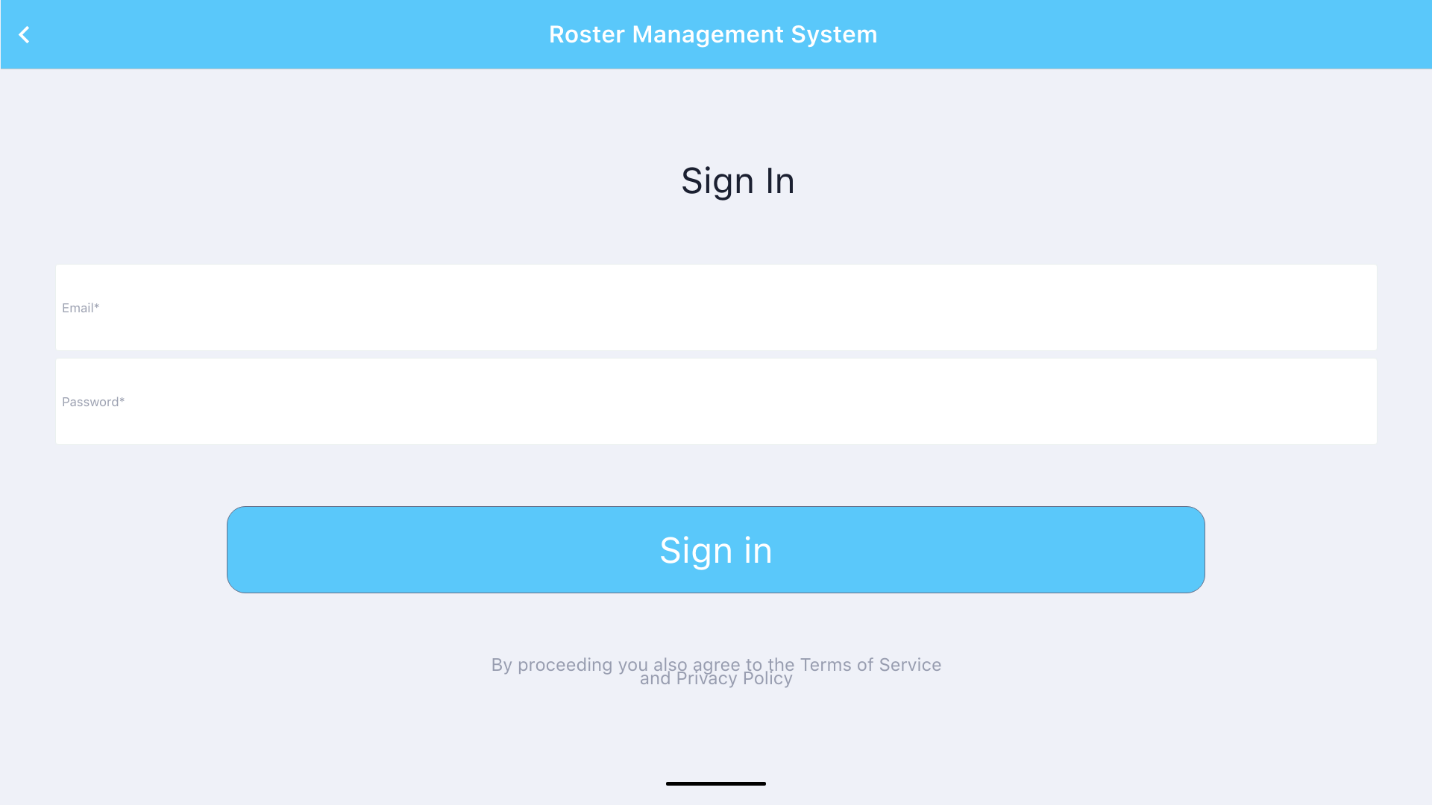 Roster Management System
Sign In
Email*
Password*
Sign in
By proceeding you also agree to the Terms of Service
and Privacy Policy